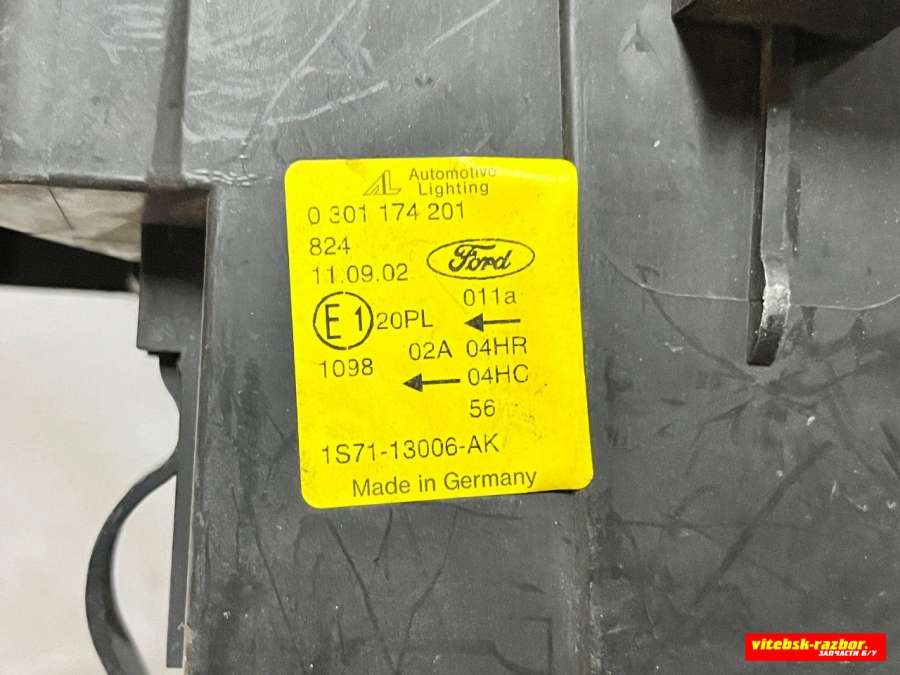 AL Automotive
Lighting
0 301 174 201
824
11.09.02
Ford
011a
E1 20PL ←
02A 04HR
1098 ← 04HC
56
1S71-13006-AK
Made in Germany
vitebsk-razbor.
ЗАПЧАСТИ Б/У